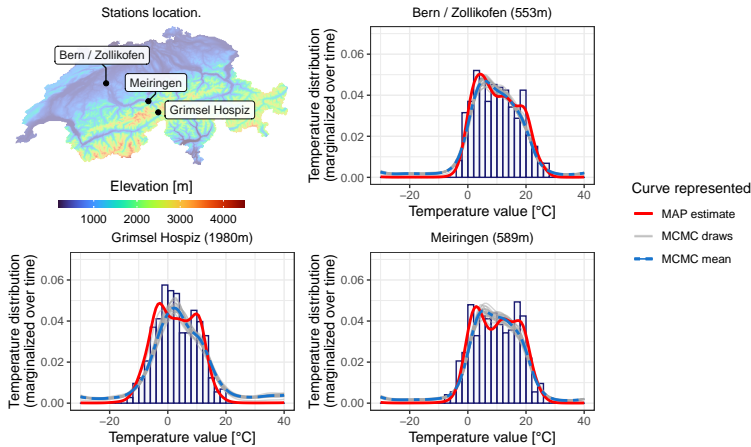 Stations location.
Bern / Zollikofen
Meiringen
Grimsel Hospiz
Elevation [m]
1000 2000 3000 4000
Bern / Zollikofen (553m)
Temperature distribution
(marginalized over time)
0.06
0.04
0.02
0.00
−20 0 20 40
Temperature value [°C]
Grimsel Hospiz (1980m)
Temperature distribution
(marginalized over time)
0.06
0.04
0.02
0.00
−20 0 20 40
Temperature value [°C]
Meiringen (589m)
Temperature distribution
(marginalized over time)
0.06
0.04
0.02
0.00
−20 0 20 40
Temperature value [°C]
Curve represented
MAP estimate
MCMC draws
MCMC mean